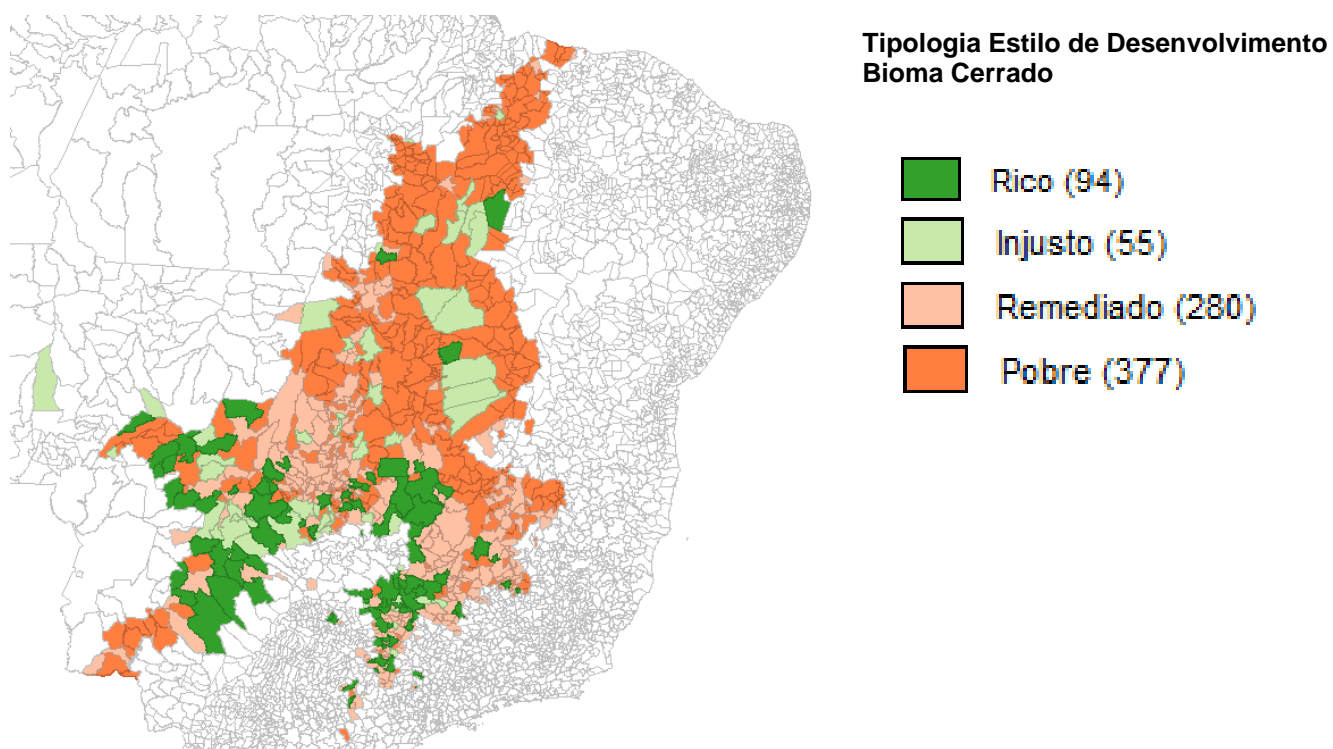 Tipologia Estilo de Desenvolvimento
Bioma Cerrado
Rico (94)
Injusto (55)
Remediado (280)
Pobre (377)